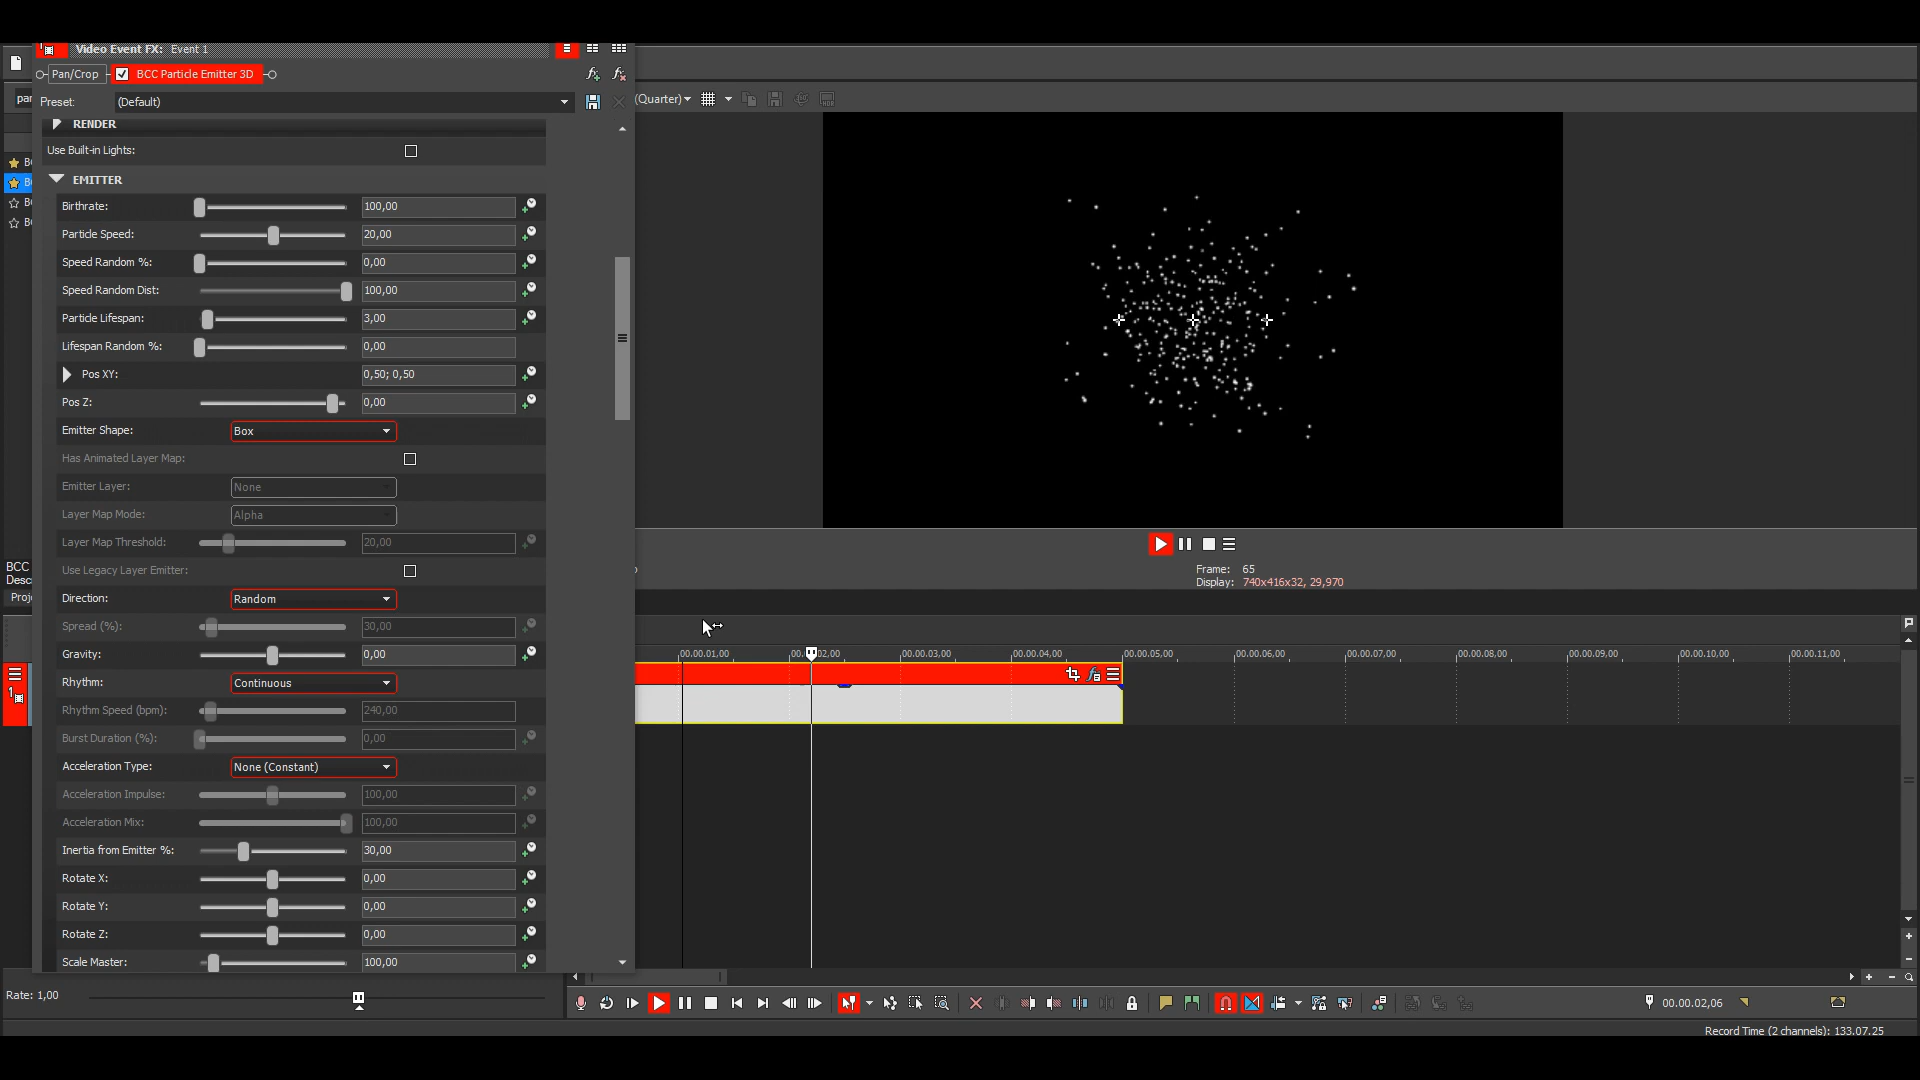 Video Event FX: Event 1
Pan/Crop BCC Particle Emitter 3D
Preset: (Default)
(Quarter)
RENDER
Use Built-in Lights:
EMITTER
Birthrate: 100,00
Particle Speed: 20,00
Speed Random %: 0,00
Speed Random Dist: 100,00
Particle Lifespan: 3,00
Lifespan Random %: 0,00
Pos XY: 0,50; 0,50
Pos Z: 0,00
Emitter Shape: Box
Has Animated Layer Map:
Emitter Layer: None
Layer Map Mode: Alpha
Layer Map Threshold: 20,00
Use Legacy Layer Emitter:
Direction: Random
Spread (%): 30,00
Gravity: 0,00
Rhythm: Continuous
Rhythm Speed (bpm): 240,00
Burst Duration (%): 0,00
Acceleration Type: None (Constant)
Acceleration Impulse: 100,00
Acceleration Mix: 100,00
Inertia from Emitter %: 30,00
Rotate X: 0,00
Rotate Y: 0,00
Rotate Z: 0,00
Scale Master: 100,00
BCC
Desc
Proj
Frame: 65
Display: 740x416x32, 29,970
00.00.01,00 00.00.02,00 00.00.03,00 00.00.04,00 00.00.05,00 00.00.06,00 00.00.07,00 00.00.08,00 00.00.09,00 00.00.10,00 00.00.11,00
1
Rate: 1,00
00.00.02,06
Record Time (2 channels): 133.07.25